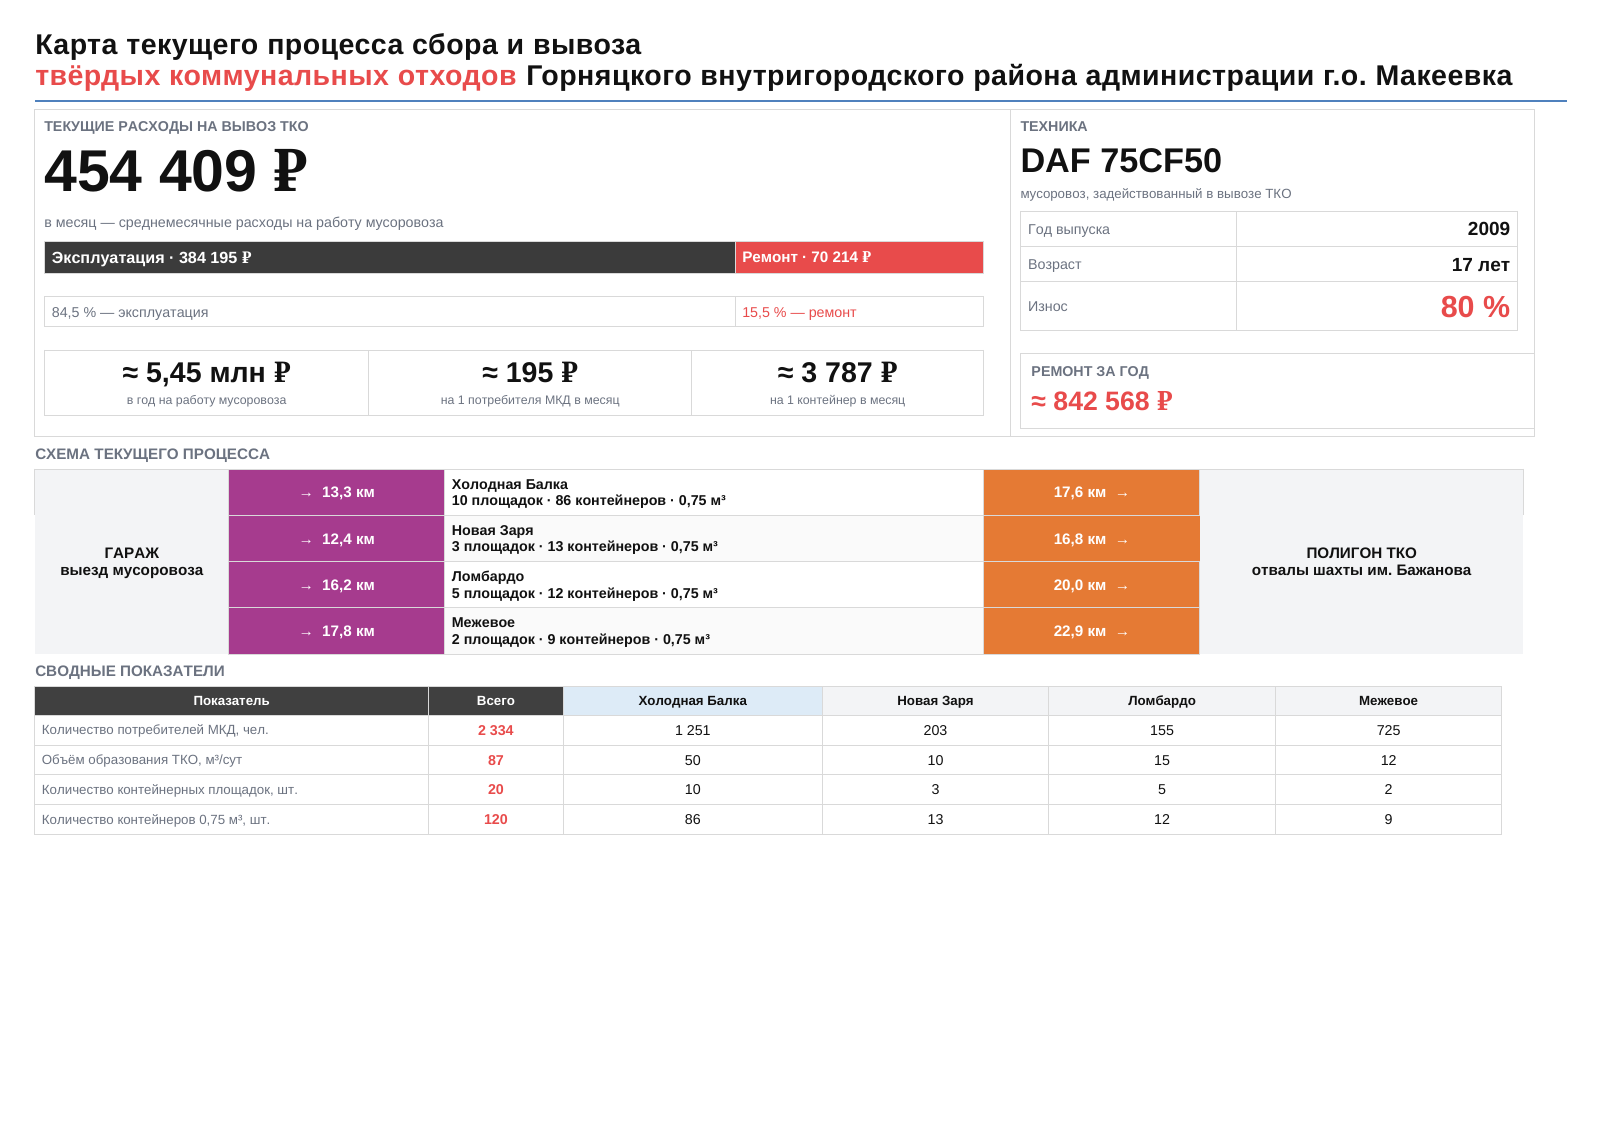 Карта текущего процесса сбора и вывоза
твёрдых коммунальных отходов Горняцкого внутригородского района администрации г.о. Макеевка
ТЕКУЩИЕ РАСХОДЫ НА ВЫВОЗ ТКО
454 409 ₽
в месяц — среднемесячные расходы на работу мусоровоза
Эксплуатация · 384 195 ₽
Ремонт · 70 214 ₽
84,5 % — эксплуатация
15,5 % — ремонт
≈ 5,45 млн ₽
в год на работу мусоровоза
≈ 195 ₽
на 1 потребителя МКД в месяц
≈ 3 787 ₽
на 1 контейнер в месяц
ТЕХНИКА
DAF 75CF50
мусоровоз, задействованный в вывозе ТКО
Год выпуска 2009
Возраст 17 лет
Износ 80 %
РЕМОНТ ЗА ГОД
≈ 842 568 ₽
СХЕМА ТЕКУЩЕГО ПРОЦЕССА
ГАРАЖ
выезд мусоровоза
→ 13,3 км
Холодная Балка
10 площадок · 86 контейнеров · 0,75 м³
17,6 км →
→ 12,4 км
Новая Заря
3 площадок · 13 контейнеров · 0,75 м³
16,8 км →
→ 16,2 км
Ломбардо
5 площадок · 12 контейнеров · 0,75 м³
20,0 км →
→ 17,8 км
Межевое
2 площадок · 9 контейнеров · 0,75 м³
22,9 км →
ПОЛИГОН ТКО
отвалы шахты им. Бажанова
СВОДНЫЕ ПОКАЗАТЕЛИ
Показатель Всего Холодная Балка Новая Заря Ломбардо Межевое
Количество потребителей МКД, чел. 2 334 1 251 203 155 725
Объём образования ТКО, м³/сут 87 50 10 15 12
Количество контейнерных площадок, шт. 20 10 3 5 2
Количество контейнеров 0,75 м³, шт. 120 86 13 12 9